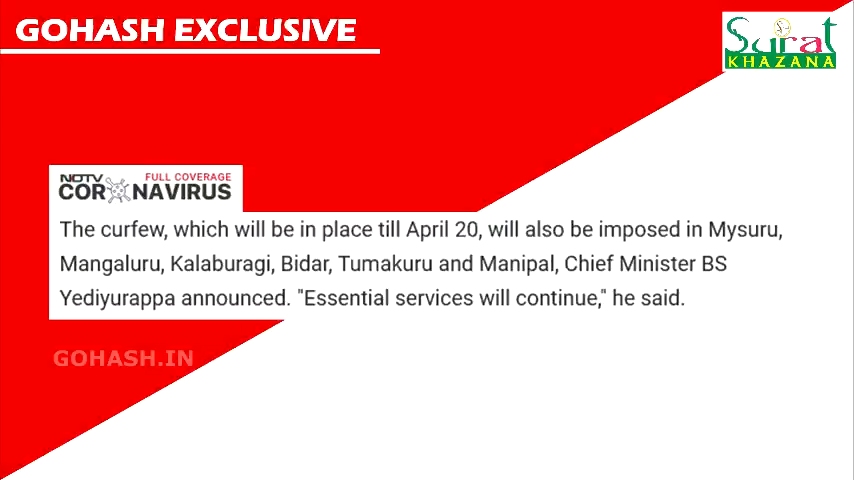 GOHASH EXCLUSIVE
Surat
KHAZANA
NDTV FULL COVERAGE
CORONAVIRUS
The curfew, which will be in place till April 20, will also be imposed in Mysuru,
Mangaluru, Kalaburagi, Bidar, Tumakuru and Manipal, Chief Minister BS
Yediyurappa announced. "Essential services will continue," he said.
GOHASH.IN